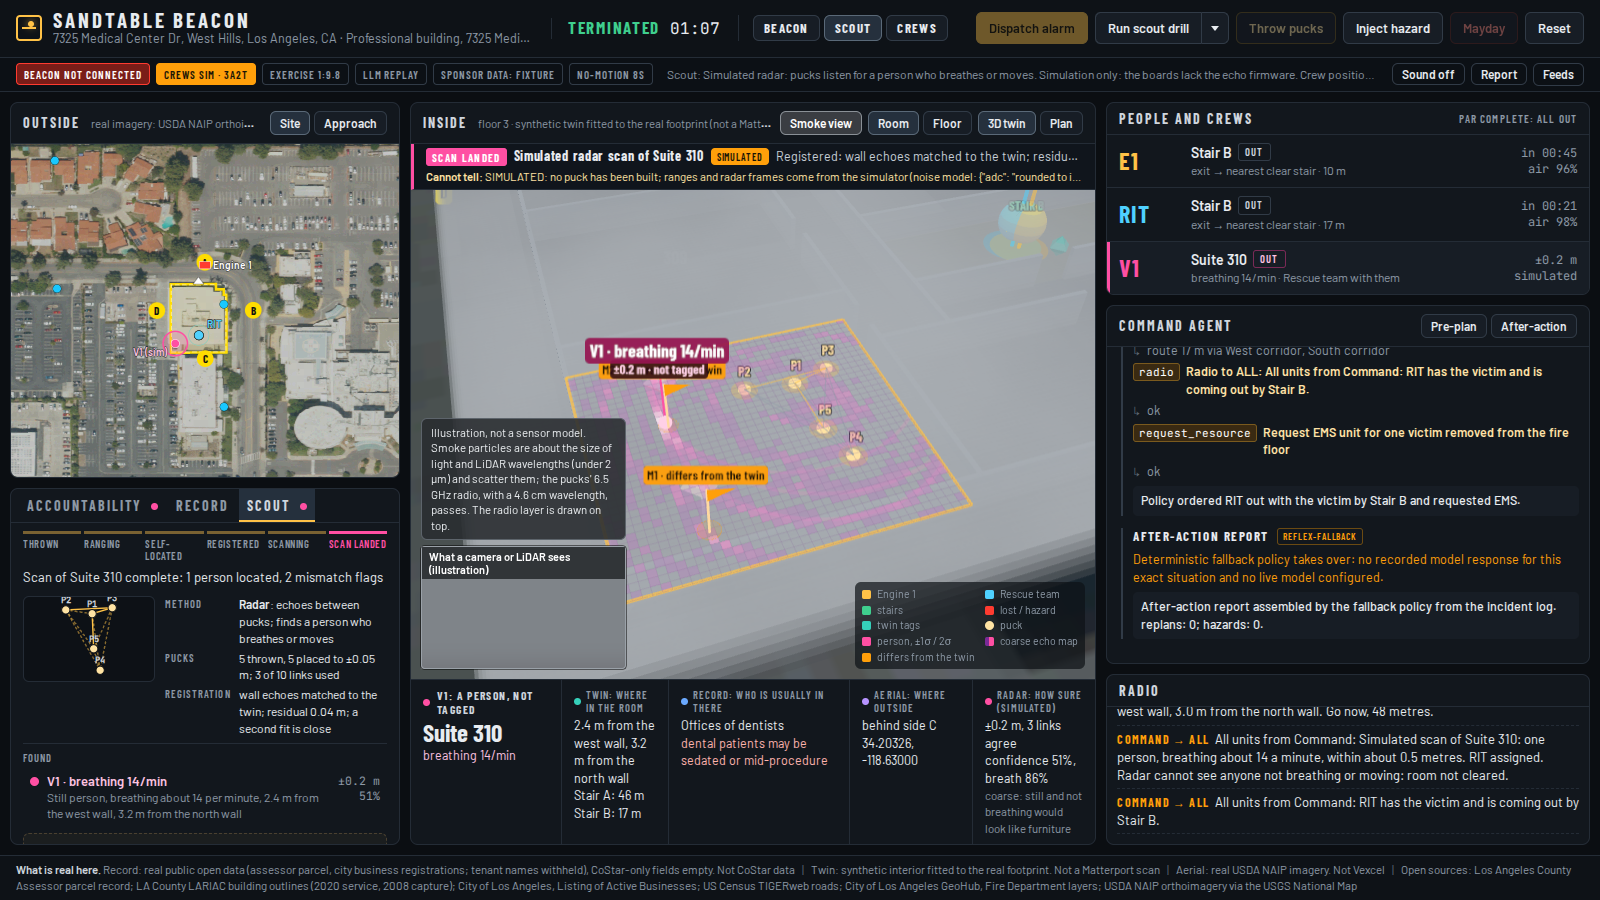 SANDTABLE BEACON
7325 Medical Center Dr, West Hills, Los Angeles, CA · Professional building, 7325 Medi...
TERMINATED 01:07
BEACON SCOUT CREWS
Dispatch alarm Run scout drill Throw pucks Inject hazard Mayday Reset
BEACON NOT CONNECTED CREWS SIM · 3A2T EXERCISE 1:9.8 LLM REPLAY SPONSOR DATA: FIXTURE NO-MOTION 8S
Scout: Simulated radar: pucks listen for a person who breathes or moves. Simulation only: the boards lack the echo firmware. Crew positio...
Sound off Report Feeds
OUTSIDE real imagery: USDA NAIP orthoi... Site Approach
Engine 1
D
B
RIT
V1 (sim)
C
ACCOUNTABILITY RECORD SCOUT
THROWN RANGING SELF-LOCATED REGISTERED SCANNING SCAN LANDED
Scan of Suite 310 complete: 1 person located, 2 mismatch flags
P2 P1 P3
P5
P4
METHOD Radar: echoes between
pucks; finds a person who
breathes or moves
PUCKS 5 thrown, 5 placed to ±0.05
m; 3 of 10 links used
REGISTRATION wall echoes matched to the
twin; residual 0.04 m; a
second fit is close
FOUND
V1 · breathing 14/min ±0.2 m
51%
Still person, breathing about 14 per minute, 2.4 m from
the west wall, 3.2 m from the north wall
INSIDE floor 3 · synthetic twin fitted to the real footprint (not a Matt... Smoke view Room Floor 3D twin Plan
SCAN LANDED Simulated radar scan of Suite 310 SIMULATED Registered: wall echoes matched to the twin; residu...
Cannot tell: SIMULATED: no puck has been built; ranges and radar frames come from the simulator (noise model: {"adc": "rounded to i...
STAIR B
V1 · breathing 14/min
±0.2 m · not tagged
P2 P1 P3
P5
P4
M1 · differs from the twin
Illustration, not a sensor model.
Smoke particles are about the size of
light and LiDAR wavelengths (under 2
µm) and scatter them; the pucks' 6.5
GHz radio, with a 4.6 cm wavelength,
passes. The radio layer is drawn on
top.
What a camera or LiDAR sees
(illustration)
Engine 1 Rescue team
stairs lost / hazard
twin tags puck
person, ±1σ / 2σ coarse echo map
differs from the twin
V1: A PERSON, NOT
TAGGED
Suite 310
breathing 14/min
TWIN: WHERE
IN THE ROOM
2.4 m from the
west wall, 3.2
m from the
north wall
Stair A: 46 m
Stair B: 17 m
RECORD: WHO IS USUALLY IN
THERE
Offices of dentists
dental patients may be
sedated or mid-procedure
AERIAL: WHERE
OUTSIDE
behind side C
34.20326,
-118.63000
RADAR: HOW SURE
(SIMULATED)
±0.2 m, 3 links
agree
confidence 51%,
breath 86%
coarse: still and not
breathing would
look like furniture
PEOPLE AND CREWS PAR COMPLETE: ALL OUT
E1 Stair B OUT in 00:45
exit → nearest clear stair · 10 m air 96%
RIT Stair B OUT in 00:21
exit → nearest clear stair · 17 m air 98%
V1 Suite 310 OUT ±0.2 m
breathing 14/min · Rescue team with them simulated
COMMAND AGENT Pre-plan After-action
↳ route 17 m via West corridor, South corridor
radio Radio to ALL: All units from Command: RIT has the victim and is
coming out by Stair B.
↳ ok
request_resource Request EMS unit for one victim removed from the fire
floor
↳ ok
Policy ordered RIT out with the victim by Stair B and requested EMS.
AFTER-ACTION REPORT REFLEX-FALLBACK
Deterministic fallback policy takes over: no recorded model response for this
exact situation and no live model configured.
After-action report assembled by the fallback policy from the incident log.
replans: 0; hazards: 0.
RADIO
west wall, 3.0 m from the north wall. Go now, 48 metres.
COMMAND → ALL All units from Command: Simulated scan of Suite 310: one
person, breathing about 14 a minute, within about 0.5 metres. RIT assigned.
Radar cannot see anyone not breathing or moving: room not cleared.
COMMAND → ALL All units from Command: RIT has the victim and is coming out by
Stair B.
What is real here. Record: real public open data (assessor parcel, city business registrations; tenant names withheld), CoStar-only fields empty. Not CoStar data | Twin: synthetic interior fitted to the real footprint. Not a Matterport scan | Aerial: real USDA NAIP imagery. Not Vexcel | Open sources: Los Angeles County
Assessor parcel record; LA County LARIAC building outlines (2020 service, 2008 capture); City of Los Angeles, Listing of Active Businesses; US Census TIGERweb roads; City of Los Angeles GeoHub, Fire Department layers; USDA NAIP orthoimagery via the USGS National Map